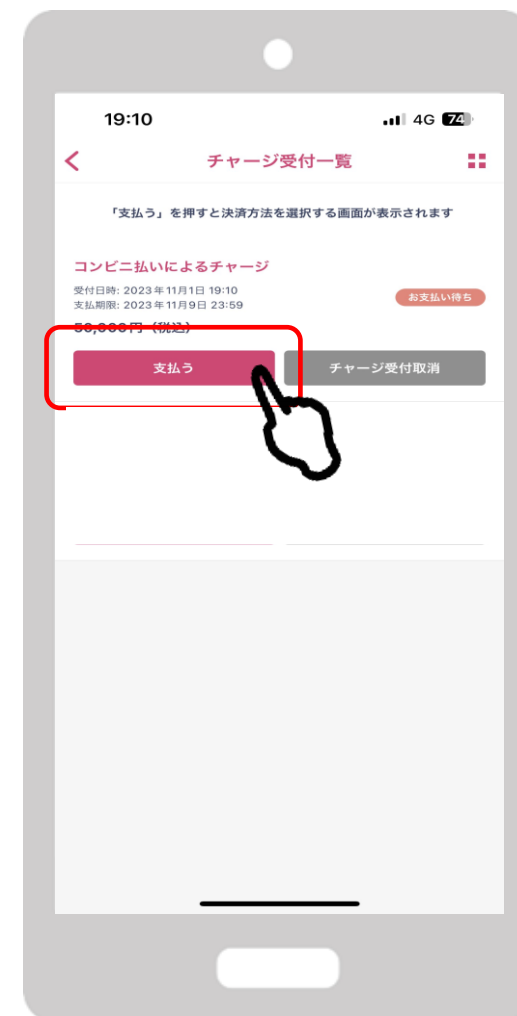 19:10 4G 74
チャージ受付一覧
「支払う」を押すと決済方法を選択する画面が表示されます
コンビニ払いによるチャージ
受付日時: 2023年11月1日 19:10
お支払い待ち
支払期限: 2023年11月9日 23:59
円 (税込)
支払う チャージ受付取消